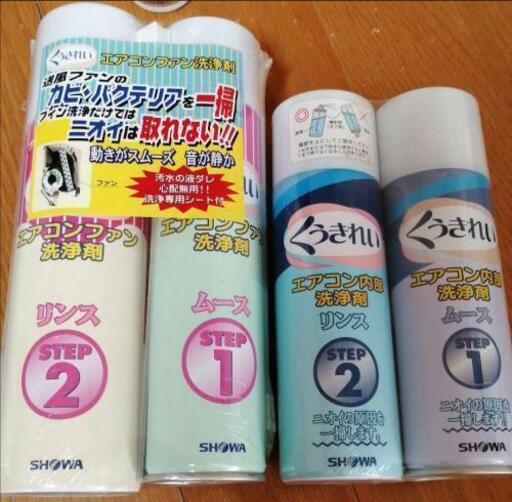 くうきれい
エアコンファン洗浄剤
送風ファンの
カビ・バクテリアを一掃
フィン洗浄だけでは
ニオイは取れない!!
動きがスムーズ 音が静か
ファン
汚水の液ダレ
心配無用!!
洗浄専用シート付
エアコンファン
洗浄剤
リンス
STEP
2
SHOWA
エアコンファン
洗浄剤
ムース
STEP
1
SHOWA
くうきれい
エアコン内部
洗浄剤
リンス
STEP
2
ニオイの原因を
一掃します。
SHOWA
くうきれい
エアコン内部
洗浄剤
ムース
STEP
1
ニオイの原因を
一掃します。
SHOWA